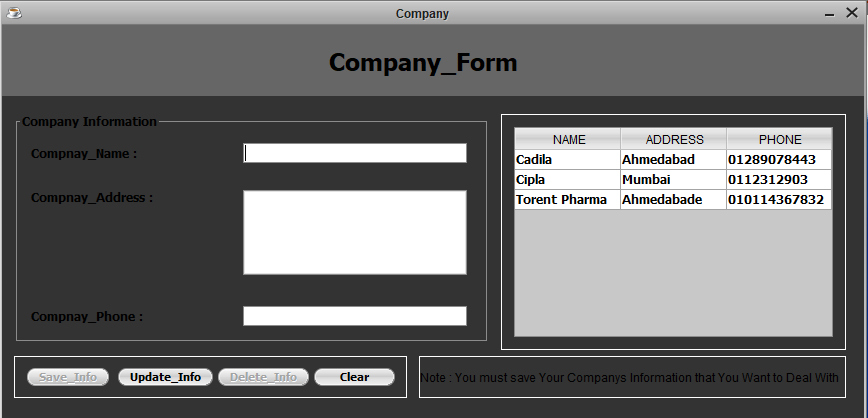 Company
Company_Form
Company Information
Compnay_Name :
Compnay_Address :
Compnay_Phone :
NAME ADDRESS PHONE
Cadila Ahmedabad 01289078443
Cipla Mumbai 0112312903
Torent Pharma Ahmedabade 010114367832
Save_Info Update_Info Delete_Info Clear
Note : You must save Your Companys Information that You Want to Deal With